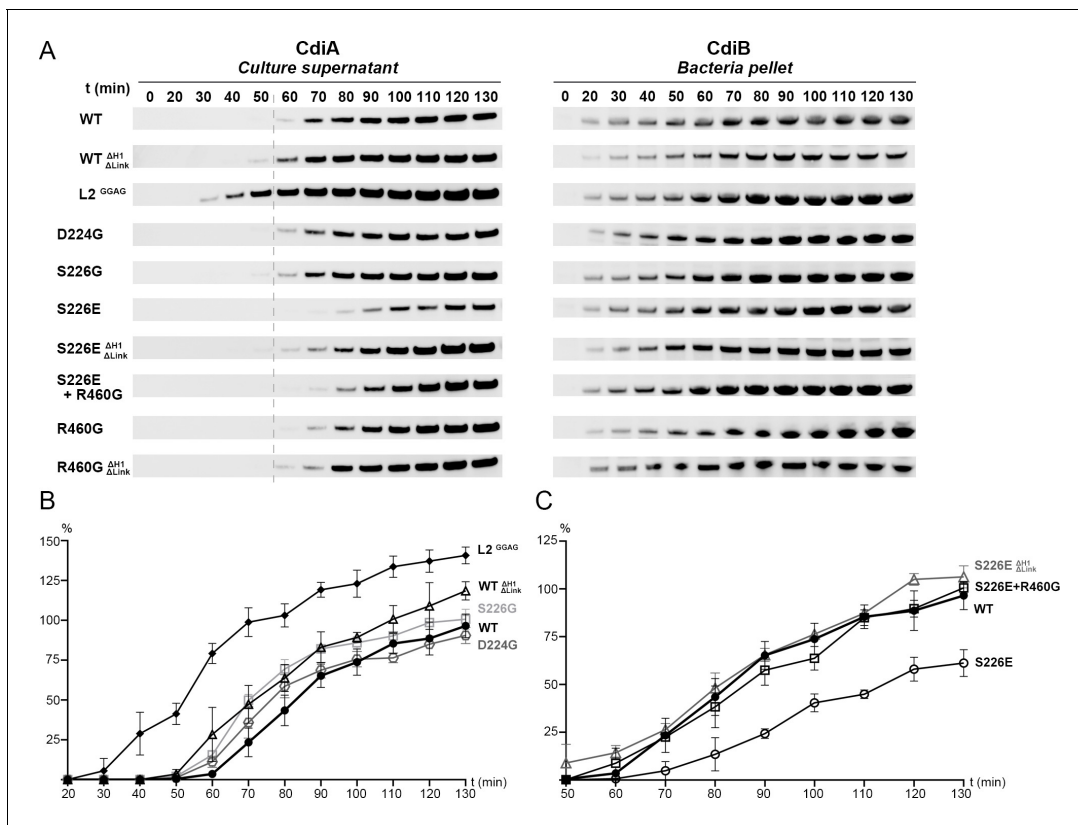 A
CdiA
Culture supernatant
CdiB
Bacteria pellet
t (min) 0 20 30 40 50 60 70 80 90 100 110 120 130
0 20 30 40 50 60 70 80 90 100 110 120 130
WT
WT ΔH1 ΔLink
L2 GGAG
D224G
S226G
S226E
S226E ΔH1 ΔLink
S226E
+ R460G
R460G
R460G ΔH1 ΔLink
B
%
150
125
100
75
50
25
20 30 40 50 60 70 80 90 100 110 120 130
t (min)
L2 GGAG
WT ΔH1 ΔLink
S226G
WT
D224G
C
%
125
100
75
50
25
50 60 70 80 90 100 110 120 130
t (min)
S226E ΔH1 ΔLink
S226E+R460G
WT
S226E